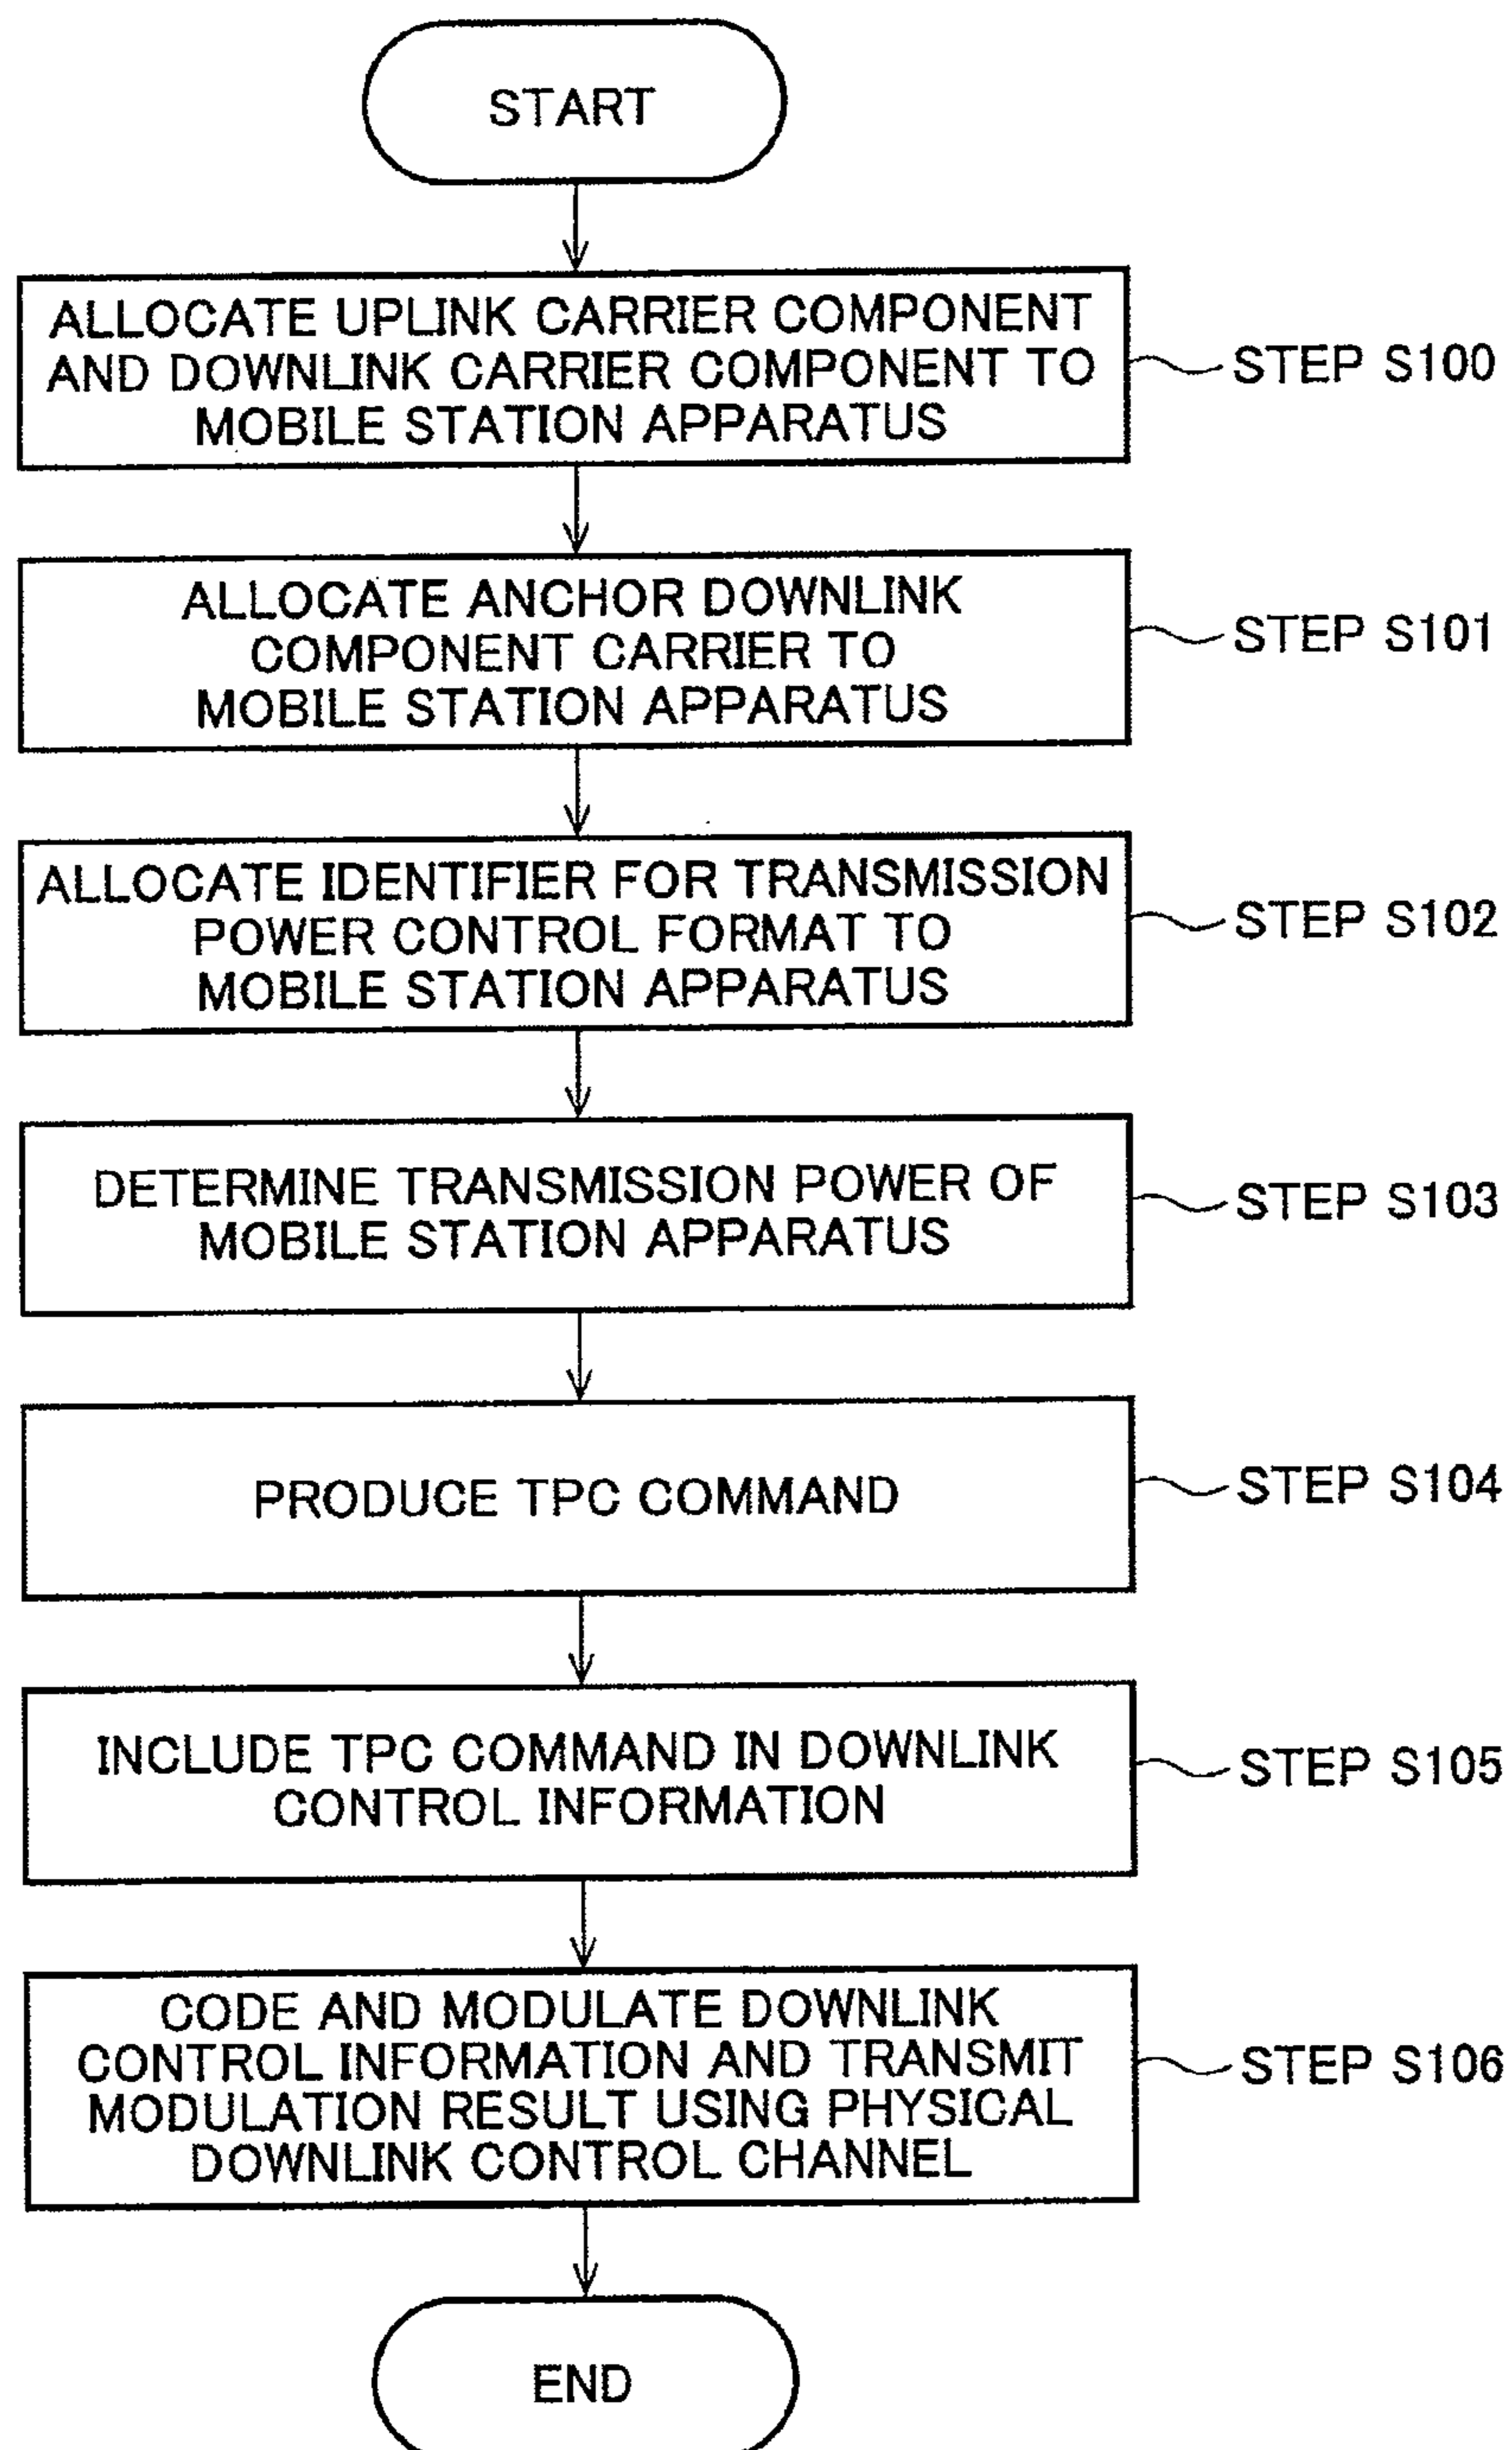 START
ALLOCATE UPLINK CARRIER COMPONENT
AND DOWNLINK CARRIER COMPONENT TO
MOBILE STATION APPARATUS
STEP S100
ALLOCATE ANCHOR DOWNLINK
COMPONENT CARRIER TO
MOBILE STATION APPARATUS
STEP S101
ALLOCATE IDENTIFIER FOR TRANSMISSION
POWER CONTROL FORMAT TO
MOBILE STATION APPARATUS
STEP S102
DETERMINE TRANSMISSION POWER OF
MOBILE STATION APPARATUS
STEP S103
PRODUCE TPC COMMAND
STEP S104
INCLUDE TPC COMMAND IN DOWNLINK
CONTROL INFORMATION
STEP S105
CODE AND MODULATE DOWNLINK
CONTROL INFORMATION AND TRANSMIT
MODULATION RESULT USING PHYSICAL
DOWNLINK CONTROL CHANNEL
STEP S106
END